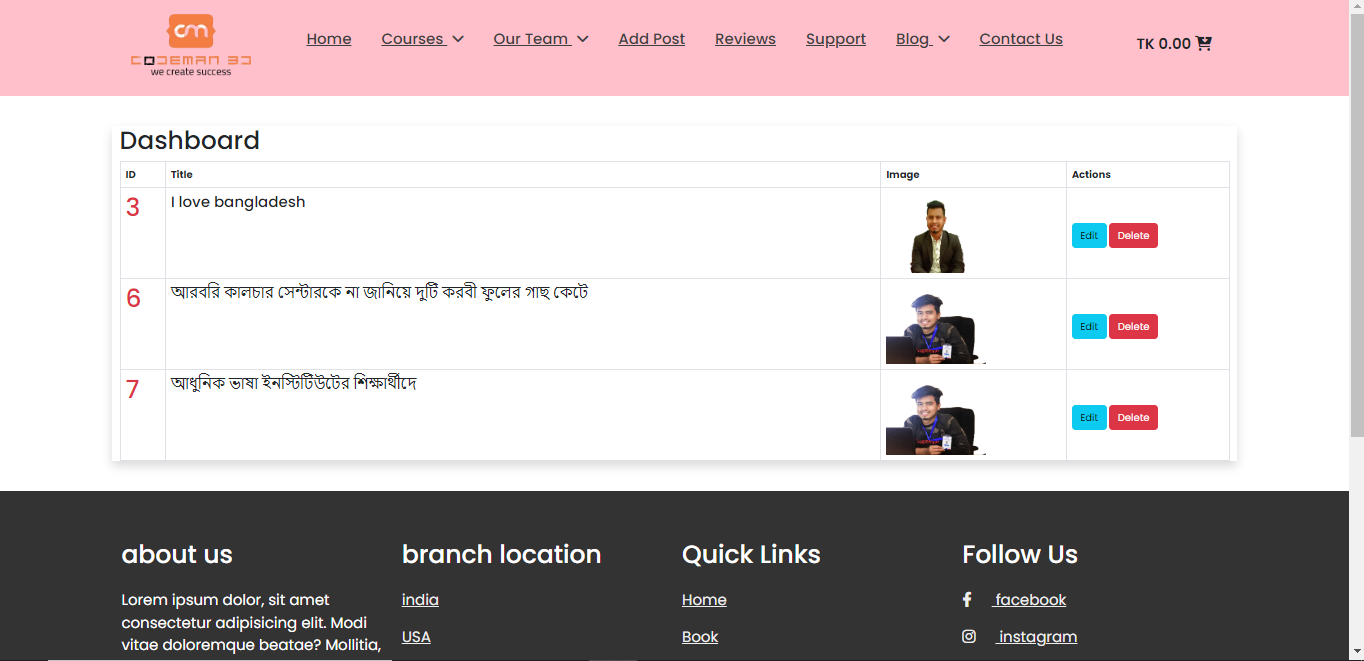 cm
CODEMAN BD
we create success
Home Courses Our Team Add Post Reviews Support Blog Contact Us
TK 0.00
Dashboard
ID Title Image Actions
3 I love bangladesh Edit Delete
6 আরবরি কালচার সেন্টারকে না জানিয়ে দুটি করবী ফুলের গাছ কেটে Edit Delete
7 আধুনিক ভাষা ইনস্টিটিউটের শিক্ষার্থীদে Edit Delete
about us
Lorem ipsum dolor, sit amet
consectetur adipisicing elit. Modi
vitae doloremque beatae? Mollitia,
branch location
india
USA
Quick Links
Home
Book
Follow Us
facebook
instagram